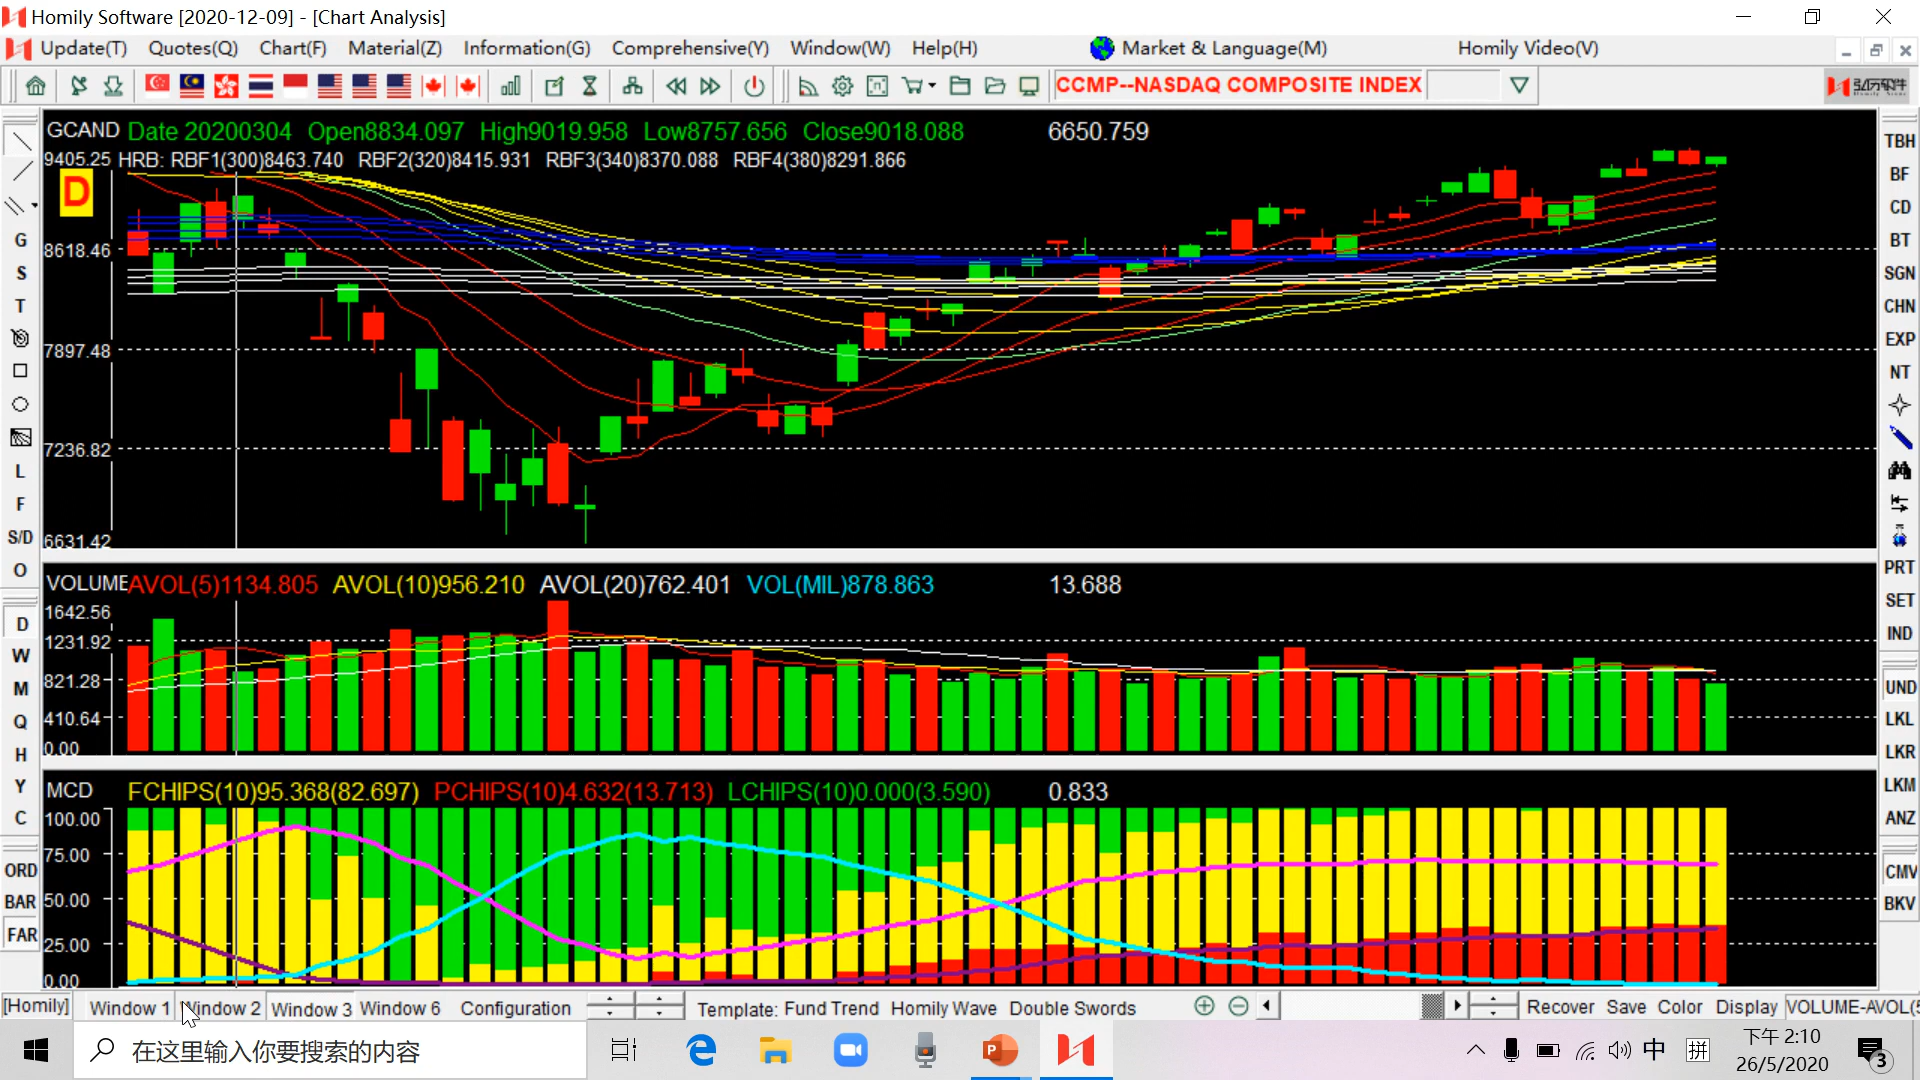 Homily Software [2020-12-09] - [Chart Analysis]
Update(T) Quotes(Q) Chart(F) Material(Z) Information(G) Comprehensive(Y) Window(W) Help(H) Market & Language(M) Homily Video(V)
CCMP--NASDAQ COMPOSITE INDEX
弘历软件
GCAND Date 20200304 Open8834.097 High9019.958 Low8757.656 Close9018.088 6650.759
9405.25 HRB: RBF1(300)8463.740 RBF2(320)8415.931 RBF3(340)8370.088 RBF4(380)8291.866
D
8618.46
7897.48
7236.82
6631.42
VOLUME AVOL(5)1134.805 AVOL(10)956.210 AVOL(20)762.401 VOL(MIL)878.863 13.688
1642.56
1231.92
821.28
410.64
0.00
MCD FCHIPS(10)95.368(82.697) PCHIPS(10)4.632(13.713) LCHIPS(10)0.000(3.590) 0.833
100.00
75.00
50.00
25.00
0.00
G
S
T
L
F
S/D
O
D
W
M
Q
H
Y
C
ORD
BAR
FAR
TBH
BF
CD
BT
SGN
CHN
EXP
NT
PRT
SET
IND
UND
LKL
LKR
LKM
ANZ
CMV
BKV
[Homily] Window 1 Window 2 Window 3 Window 6 Configuration Template: Fund Trend Homily Wave Double Swords Recover Save Color Display VOLUME-AVOL(5
在这里输入你要搜索的内容
中 拼 下午 2:10
26/5/2020
3